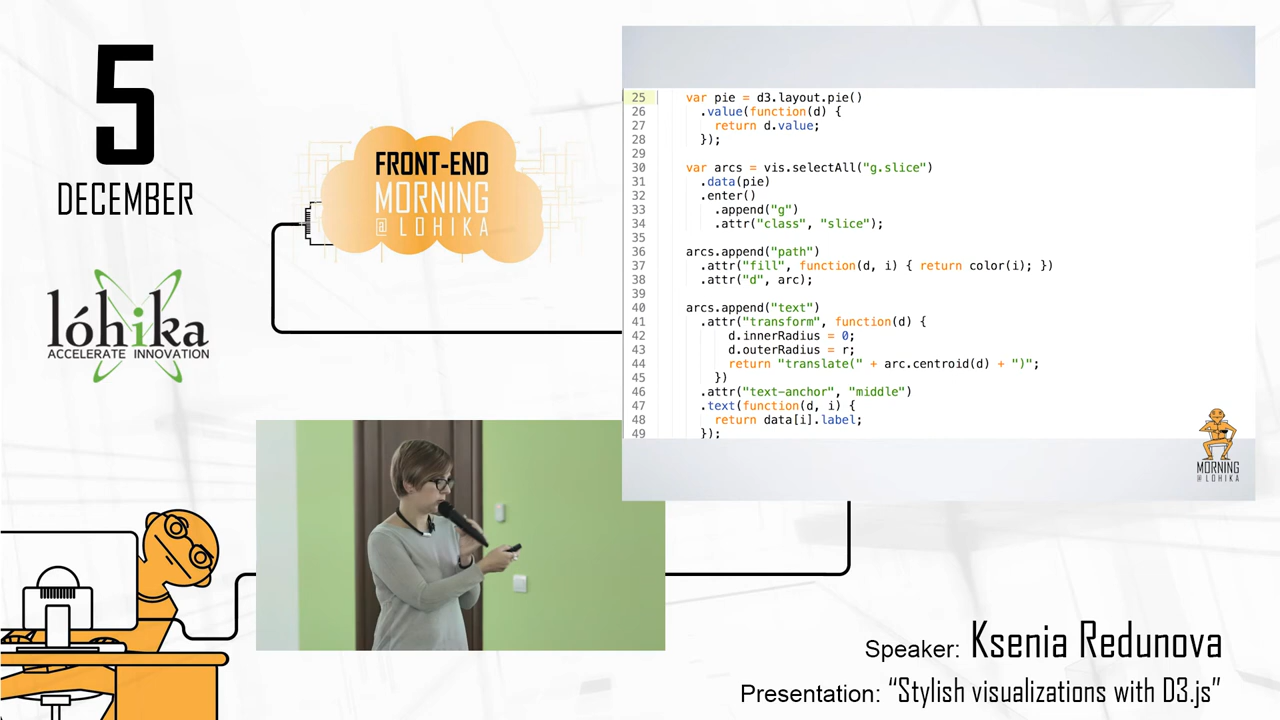 5
DECEMBER
lóhika
ACCELERATE INNOVATION
FRONT-END
MORNING
@ LOHIKA
25 var pie = d3.layout.pie()
26 .value(function(d) {
27 return d.value;
28 });
29
30 var arcs = vis.selectAll("g.slice")
31 .data(pie)
32 .enter()
33 .append("g")
34 .attr("class", "slice");
35
36 arcs.append("path")
37 .attr("fill", function(d, i) { return color(i); })
38 .attr("d", arc);
39
40 arcs.append("text")
41 .attr("transform", function(d) {
42 d.innerRadius = 0;
43 d.outerRadius = r;
44 return "translate(" + arc.centroid(d) + ")";
45 })
46 .attr("text-anchor", "middle")
47 .text(function(d, i) {
48 return data[i].label;
49 });
MORNING
@ LOHIKA
Speaker: Ksenia Redunova
Presentation: “Stylish visualizations with D3.js”